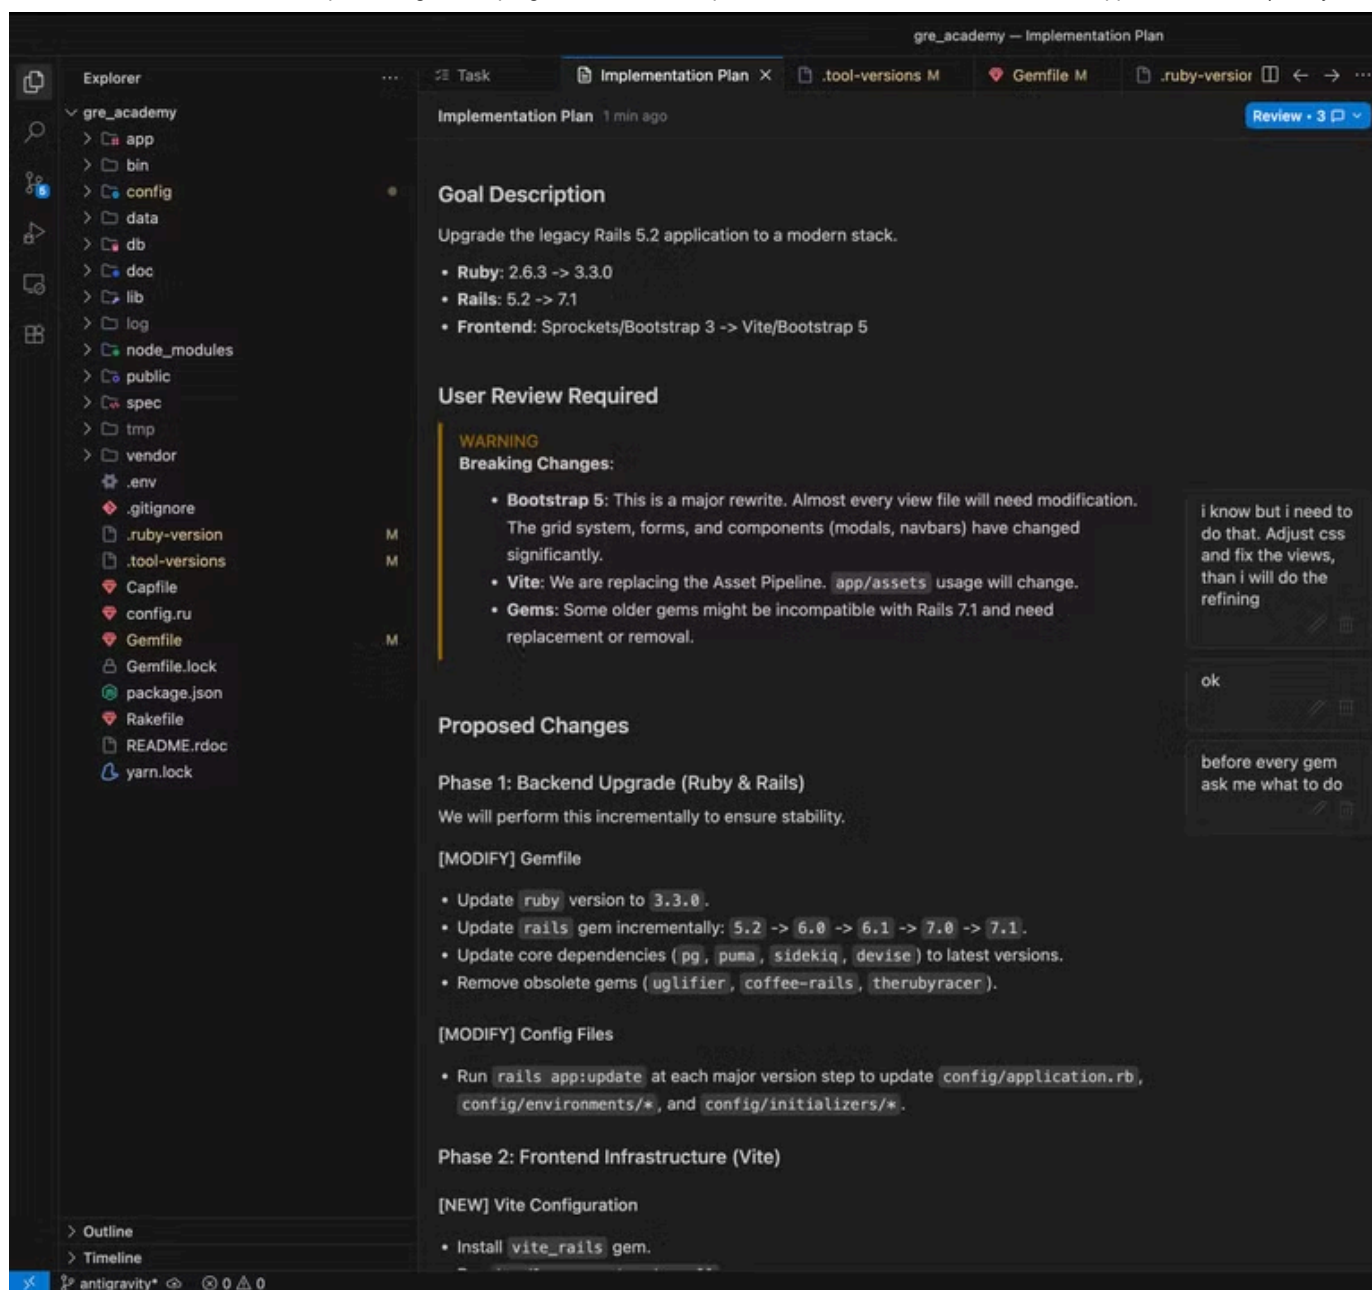 gre_academy — Implementation Plan
Explorer
Task
Implementation Plan
.tool-versions M
Gemfile M
.ruby-versior
gre_academy
app
bin
config
data
db
doc
lib
log
node_modules
public
spec
tmp
vendor
.env
.gitignore
.ruby-version M
.tool-versions M
Capfile
config.ru
Gemfile M
Gemfile.lock
package.json
Rakefile
README.rdoc
yarn.lock
Outline
Timeline
antigravity* 0 0
5
Implementation Plan 1 min ago
Review • 3
Goal Description
Upgrade the legacy Rails 5.2 application to a modern stack.
• Ruby: 2.6.3 -> 3.3.0
• Rails: 5.2 -> 7.1
• Frontend: Sprockets/Bootstrap 3 -> Vite/Bootstrap 5
User Review Required
WARNING
Breaking Changes:
• Bootstrap 5: This is a major rewrite. Almost every view file will need modification.
The grid system, forms, and components (modals, navbars) have changed
significantly.
• Vite: We are replacing the Asset Pipeline. app/assets usage will change.
• Gems: Some older gems might be incompatible with Rails 7.1 and need
replacement or removal.
i know but i need to
do that. Adjust css
and fix the views,
than i will do the
refining
ok
before every gem
ask me what to do
Proposed Changes
Phase 1: Backend Upgrade (Ruby & Rails)
We will perform this incrementally to ensure stability.
[MODIFY] Gemfile
• Update ruby version to 3.3.0.
• Update rails gem incrementally: 5.2 -> 6.0 -> 6.1 -> 7.0 -> 7.1.
• Update core dependencies (pg, puma, sidekiq, devise) to latest versions.
• Remove obsolete gems (uglifier, coffee-rails, therubyracer).
[MODIFY] Config Files
• Run rails app:update at each major version step to update config/application.rb,
config/environments/*, and config/initializers/*.
Phase 2: Frontend Infrastructure (Vite)
[NEW] Vite Configuration
• Install vite_rails gem.